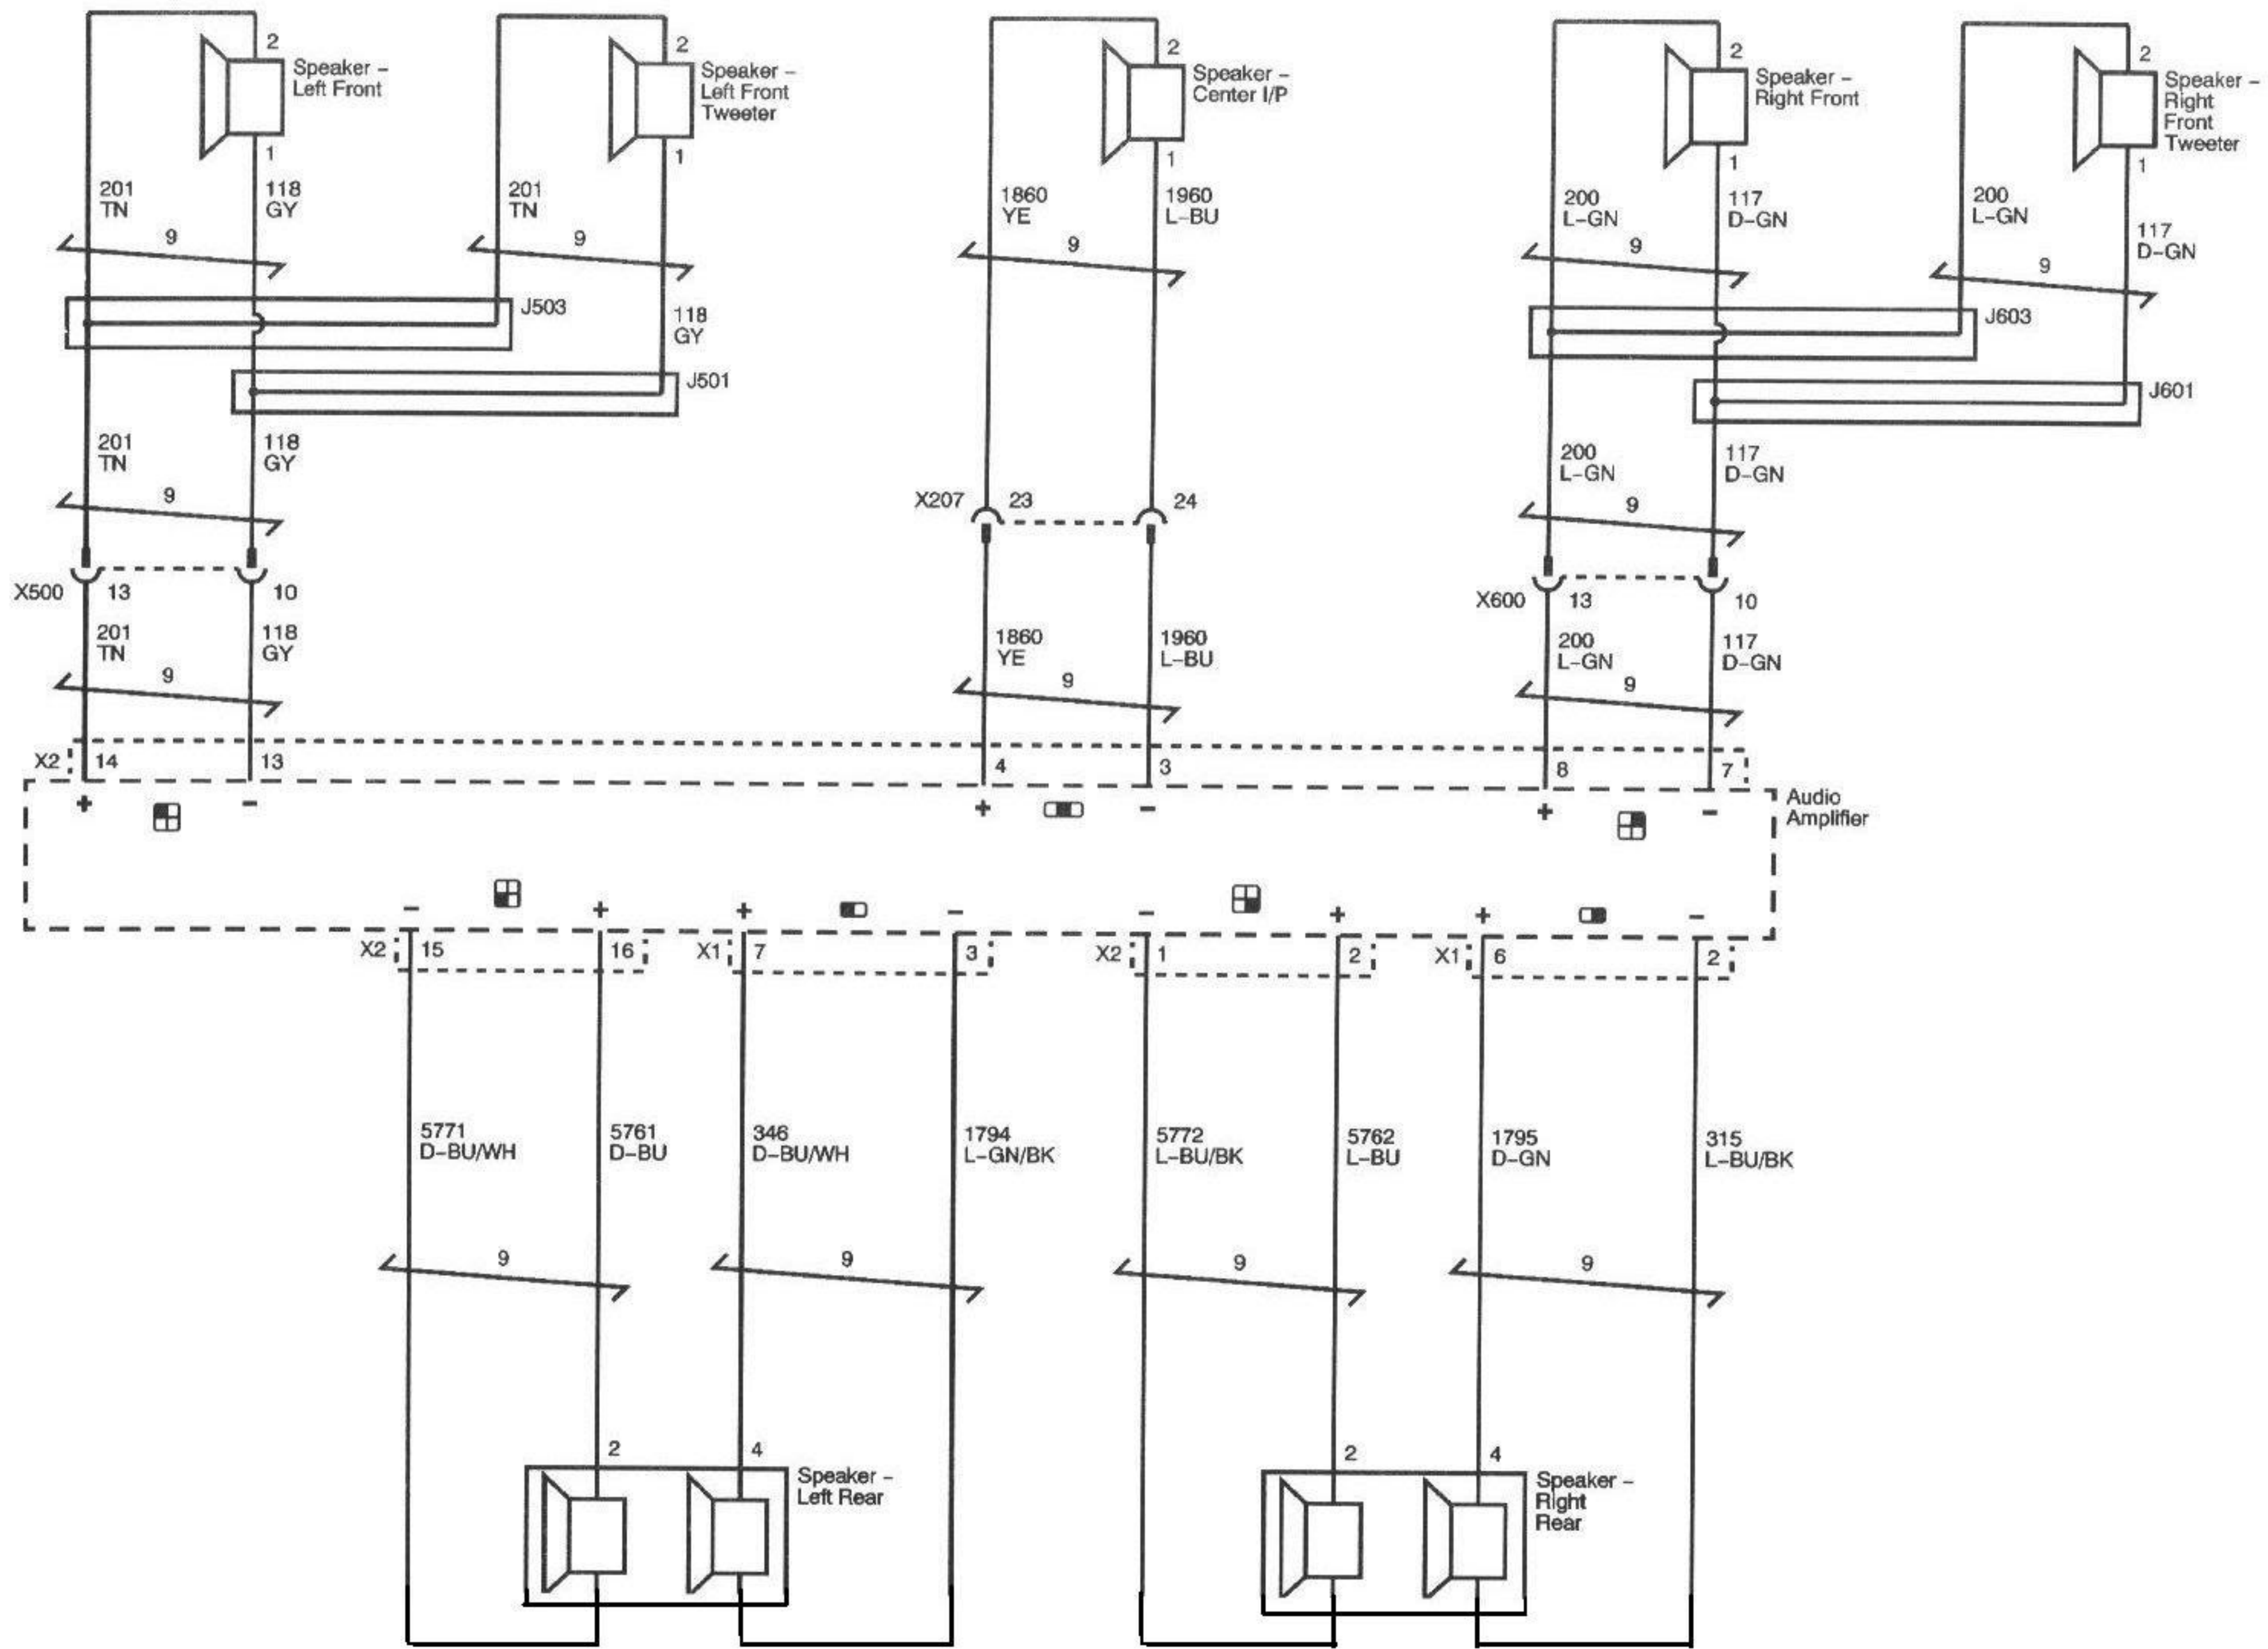 2
Speaker –
Left Front
1
2
Speaker –
Left Front
Tweeter
1
2
Speaker –
Center I/P
1
2
Speaker –
Right Front
1
2
Speaker –
Right
Front
Tweeter
1
201
TN
118
GY
201
TN
1860
YE
1960
L–BU
200
L–GN
117
D–GN
200
L–GN
117
D–GN
9
9
9
9
9
J503
118
GY
J603
J501
J601
201
TN
118
GY
200
L–GN
117
D–GN
9
X207
23
24
9
X500
13
10
X600
13
10
201
TN
118
GY
1860
YE
1960
L–BU
200
L–GN
117
D–GN
9
9
9
X2
14
13
4
3
8
7
+
–
+
–
+
–
Audio
Amplifier
–
+
+
–
–
+
+
–
X2
15
16
X1
7
3
X2
1
2
X1
6
2
5771
D–BU/WH
5761
D–BU
346
D–BU/WH
1794
L–GN/BK
5772
L–BU/BK
5762
L–BU
1795
D–GN
315
L–BU/BK
9
9
9
9
2
4
Speaker –
Left Rear
2
4
Speaker –
Right
Rear